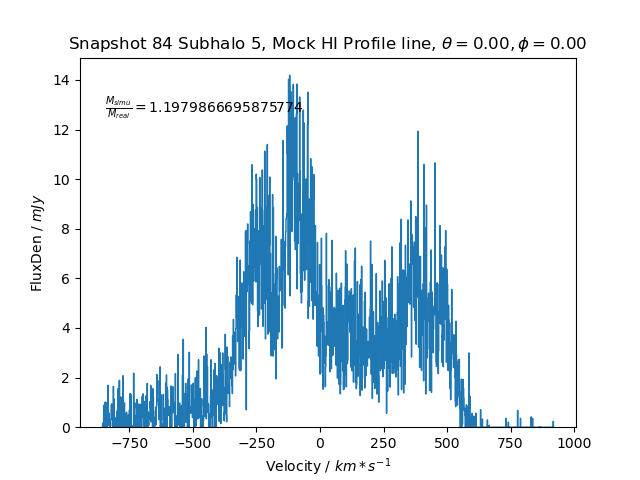 Snapshot 84 Subhalo 5, Mock HI Profile line, θ = 0.00, ϕ = 0.00
M_simu / M_real = 1.1979866695875774
FluxDen / mJy
14
12
10
8
6
4
2
0
−750 −500 −250 0 250 500 750 1000
Velocity / km * s⁻¹